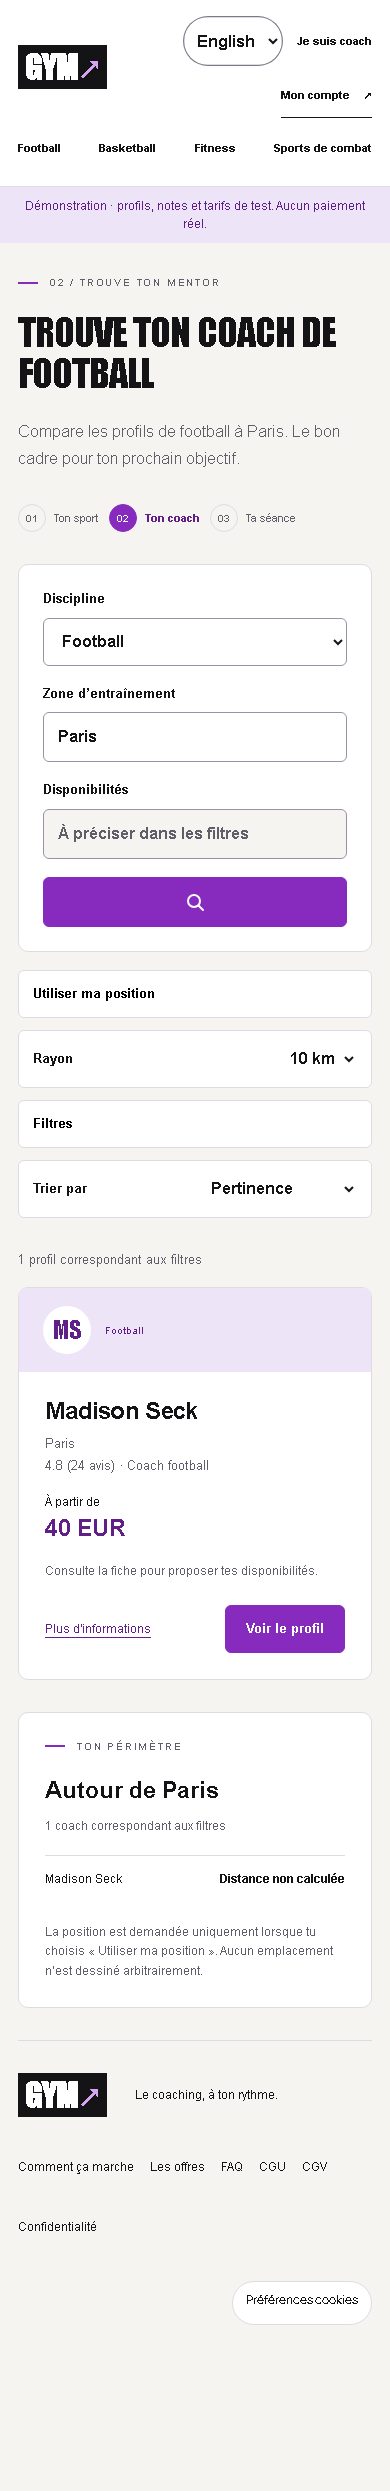 GYM↗
English
Je suis coach
Mon compte ↗
Football Basketball Fitness Sports de combat
Démonstration · profils, notes et tarifs de test. Aucun paiement
réel.
02 / TROUVE TON MENTOR
TROUVE TON COACH DE
FOOTBALL
Compare les profils de football à Paris. Le bon
cadre pour ton prochain objectif.
01 Ton sport 02 Ton coach 03 Ta séance
Discipline
Football
Zone d’entraînement
Paris
Disponibilités
À préciser dans les filtres
Utiliser ma position
Rayon 10 km
Filtres
Trier par Pertinence
1 profil correspondant aux filtres
MS Football
Madison Seck
Paris
4.8 (24 avis) · Coach football
À partir de
40 EUR
Consulte la fiche pour proposer tes disponibilités.
Plus d’informations Voir le profil
TON PÉRIMÈTRE
Autour de Paris
1 coach correspondant aux filtres
Madison Seck Distance non calculée
La position est demandée uniquement lorsque tu
choisis « Utiliser ma position ». Aucun emplacement
n’est dessiné arbitrairement.
GYM↗ Le coaching, à ton rythme.
Comment ça marche Les offres FAQ CGU CGV
Confidentialité
Préférences cookies